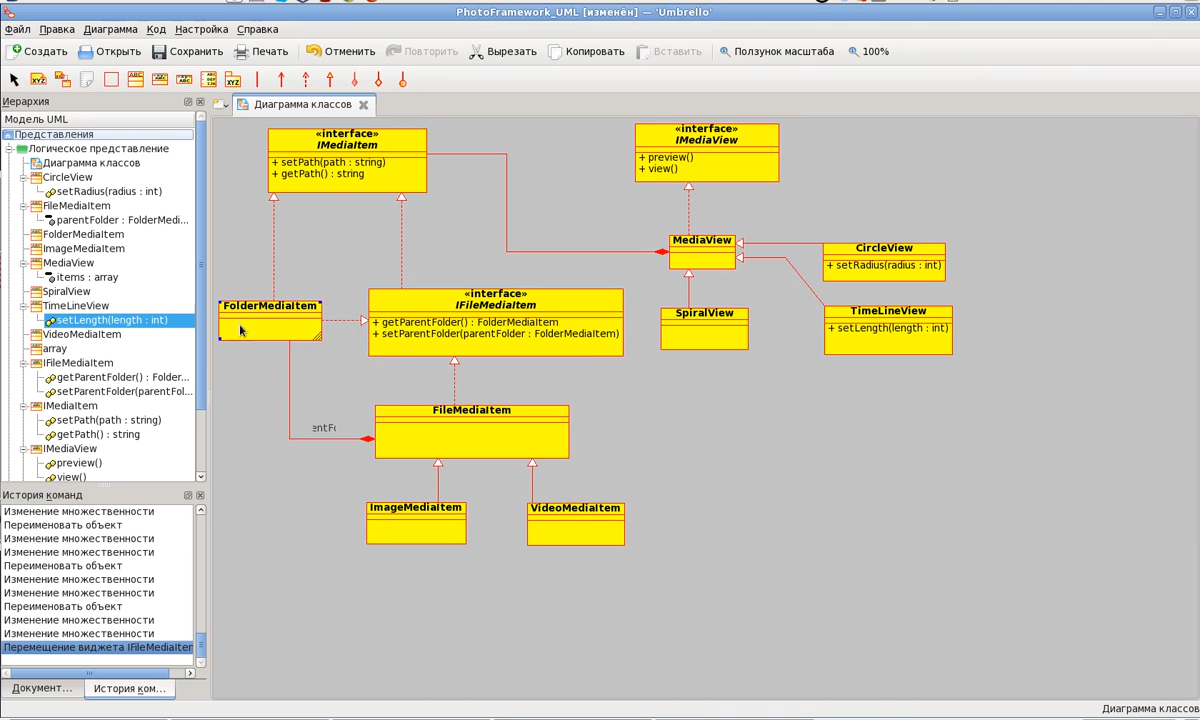 PhotoFramework_UML [изменён] — 'Umbrello'
Файл Правка Диаграмма Код Настройка Справка
Создать Открыть Сохранить Печать Отменить Повторить Вырезать Копировать Вставить Ползунок масштаба 100%
Иерархия
Модель UML
Представления
Логическое представление
Диаграмма классов
CircleView
setRadius(radius : int)
FileMediaItem
parentFolder : FolderMedi...
FolderMediaItem
ImageMediaItem
MediaView
items : array
SpiralView
TimeLineView
setLength(length : int)
VideoMediaItem
array
IFileMediaItem
getParentFolder() : Folder...
setParentFolder(parentFol...
IMediaItem
setPath(path : string)
getPath() : string
IMediaView
preview()
view()
История команд
Изменение множественности
Переименовать объект
Изменение множественности
Изменение множественности
Переименовать объект
Изменение множественности
Изменение множественности
Переименовать объект
Изменение множественности
Изменение множественности
Перемещение виджета IFileMediaIter
Документ... История ком...
Диаграмма классов
«interface»
IMediaItem
+ setPath(path : string)
+ getPath() : string
«interface»
IMediaView
+ preview()
+ view()
MediaView
CircleView
+ setRadius(radius : int)
SpiralView
TimeLineView
+ setLength(length : int)
FolderMediaItem
«interface»
IFileMediaItem
+ getParentFolder() : FolderMediaItem
+ setParentFolder(parentFolder : FolderMediaItem)
FileMediaItem
ImageMediaItem
VideoMediaItem
Диаграмма классов